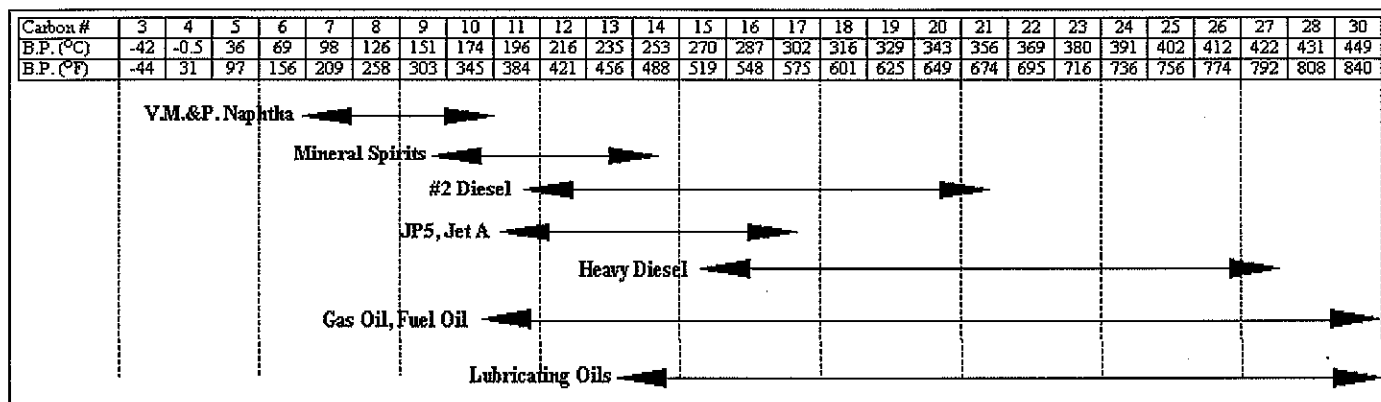 Carbon # 3 4 5 6 7 8 9 10 11 12 13 14 15 16 17 18 19 20 21 22 23 24 25 26 27 28 30
B.P. (°C) -42 -0.5 36 69 98 126 151 174 196 216 235 253 270 287 302 316 329 343 356 369 380 391 402 412 422 431 449
B.P. (°F) -44 31 97 156 209 258 303 345 384 421 456 488 519 548 575 601 625 649 674 695 716 736 756 774 792 808 840
V.M.&P. Naphtha
Mineral Spirits
#2 Diesel
JP5, Jet A
Heavy Diesel
Gas Oil, Fuel Oil
Lubricating Oils